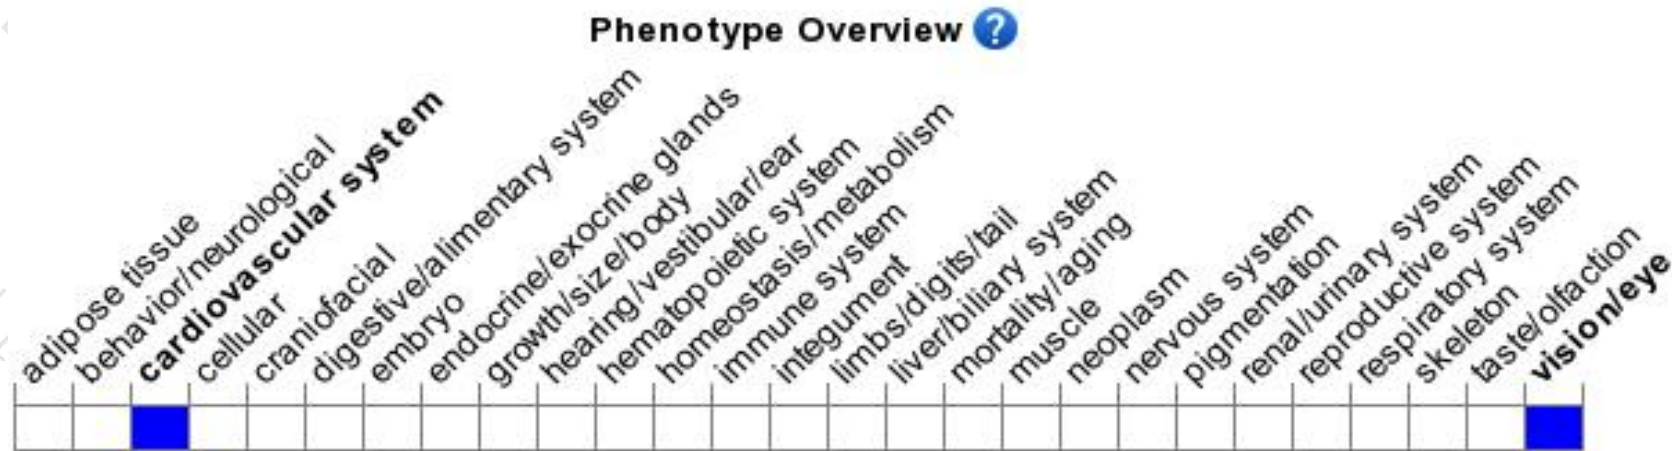 Phenotype Overview ?
adipose tissue
behavior/neurological
cardiovascular system
cellular
craniofacial
digestive/alimentary system
embryo
endocrine/exocrine glands
growth/size/body
hearing/vestibular/ear
hematopoietic system
homeostasis/metabolism
immune system
integument
limbs/digits/tail
liver/biliary system
mortality/aging
muscle
neoplasm
nervous system
pigmentation
renal/urinary system
reproductive system
respiratory system
skeleton
taste/olfaction
vision/eye